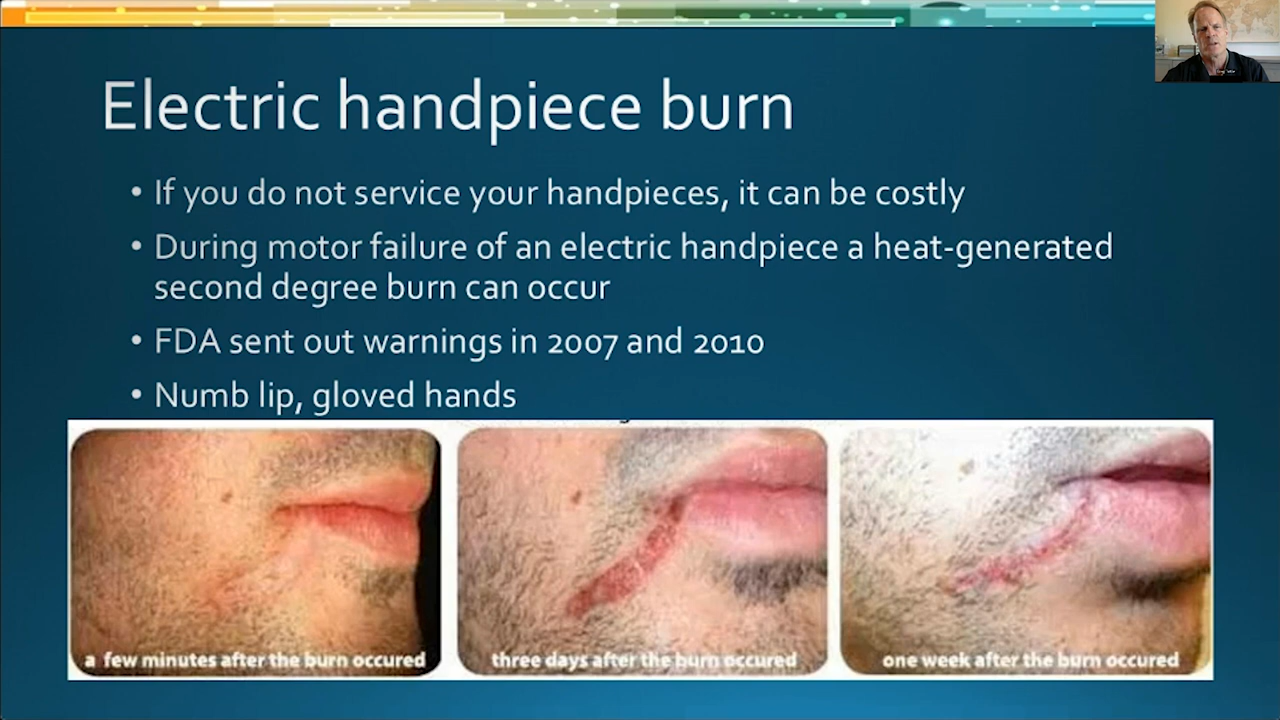 Electric handpiece burn
• If you do not service your handpieces, it can be costly
• During motor failure of an electric handpiece a heat-generated
second degree burn can occur
• FDA sent out warnings in 2007 and 2010
• Numb lip, gloved hands
a few minutes after the burn occured
three days after the burn occured
one week after the burn occured